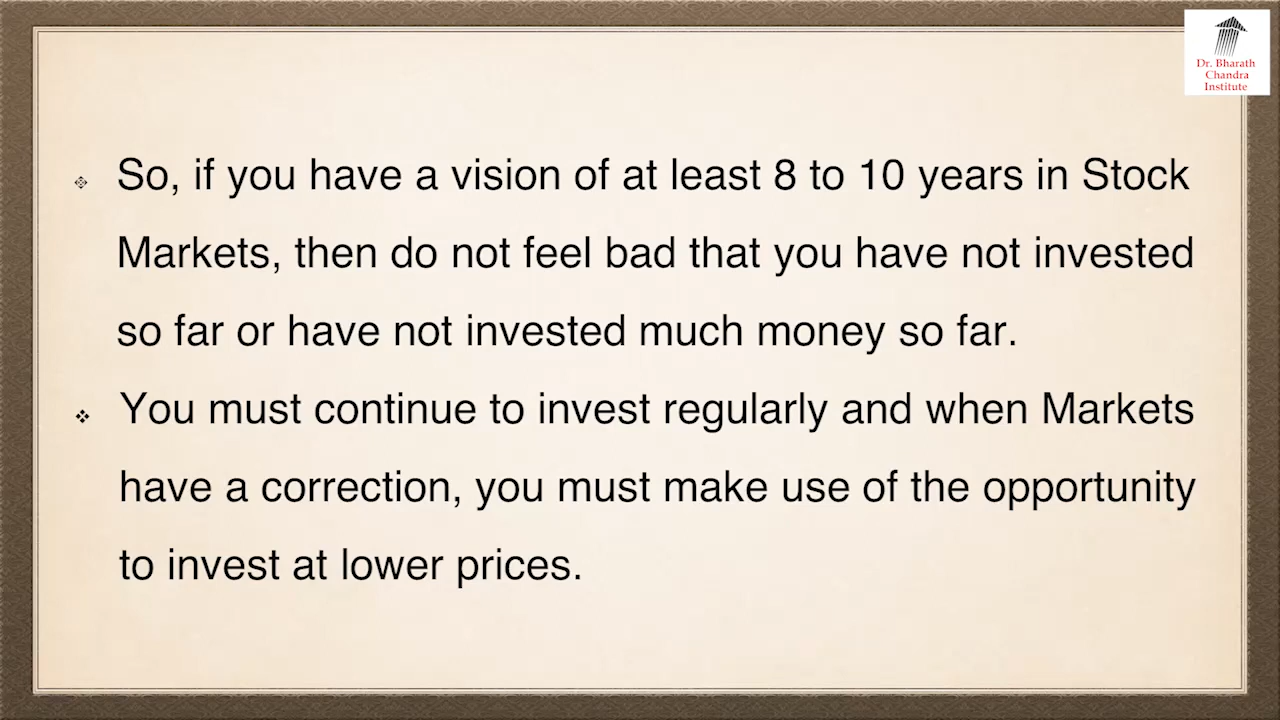 Dr. Bharath
Chandra
Institute
So, if you have a vision of at least 8 to 10 years in Stock
Markets, then do not feel bad that you have not invested
so far or have not invested much money so far.
You must continue to invest regularly and when Markets
have a correction, you must make use of the opportunity
to invest at lower prices.